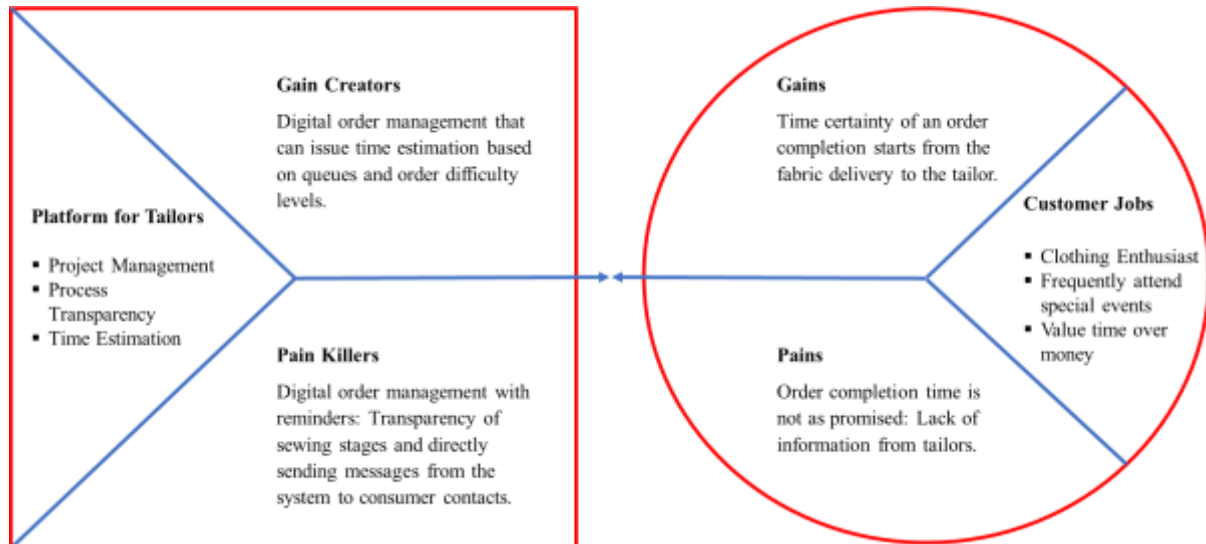 Gain Creators
Digital order management that
can issue time estimation based
on queues and order difficulty
levels.
Platform for Tailors
▪ Project Management
▪ Process
Transparency
▪ Time Estimation
Pain Killers
Digital order management with
reminders: Transparency of
sewing stages and directly
sending messages from the
system to consumer contacts.
Gains
Time certainty of an order
completion starts from the
fabric delivery to the tailor.
Customer Jobs
▪ Clothing Enthusiast
▪ Frequently attend
special events
▪ Value time over
money
Pains
Order completion time is
not as promised: Lack of
information from tailors.